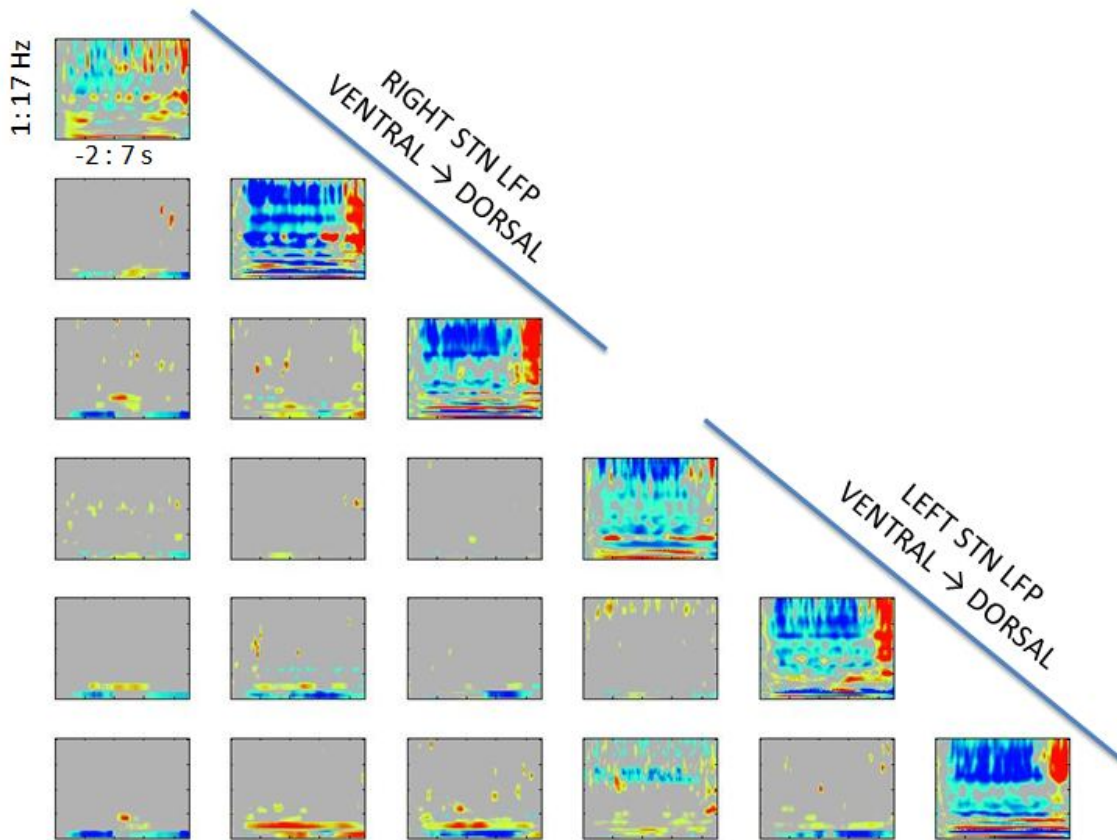 1:17 Hz
-2 : 7 s
RIGHT STN LFP
VENTRAL → DORSAL
LEFT STN LFP
VENTRAL → DORSAL